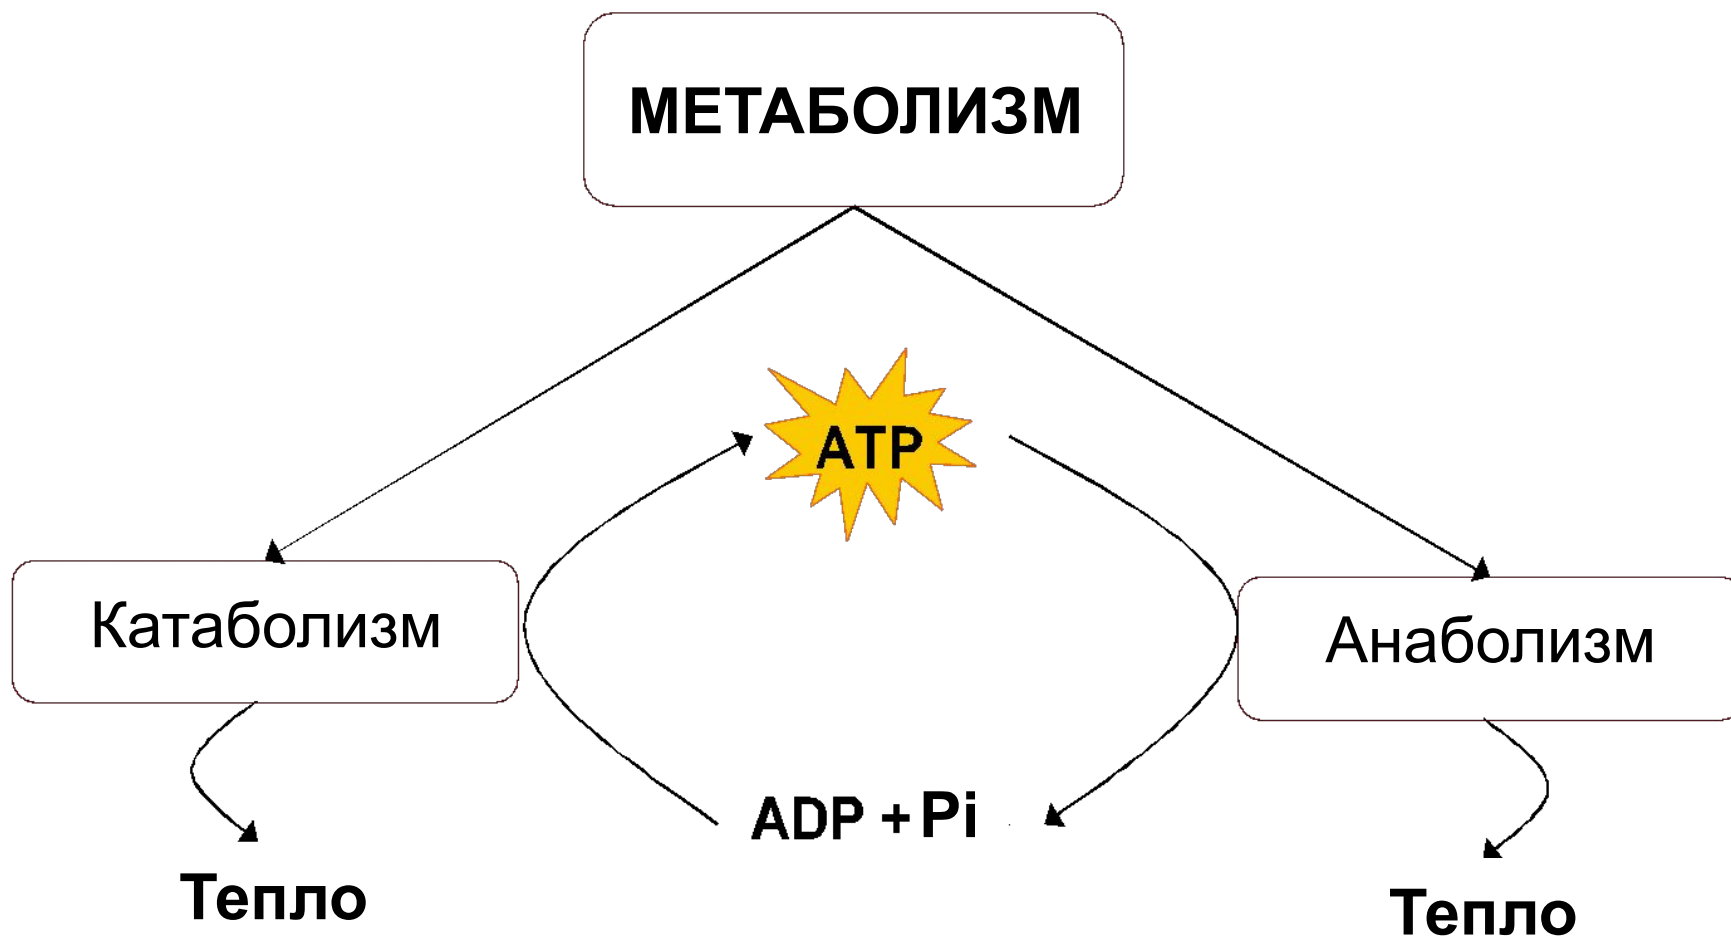 МЕТАБОЛИЗМ
ATP
Катаболизм
Анаболизм
ADP + Pi
Тепло
Тепло